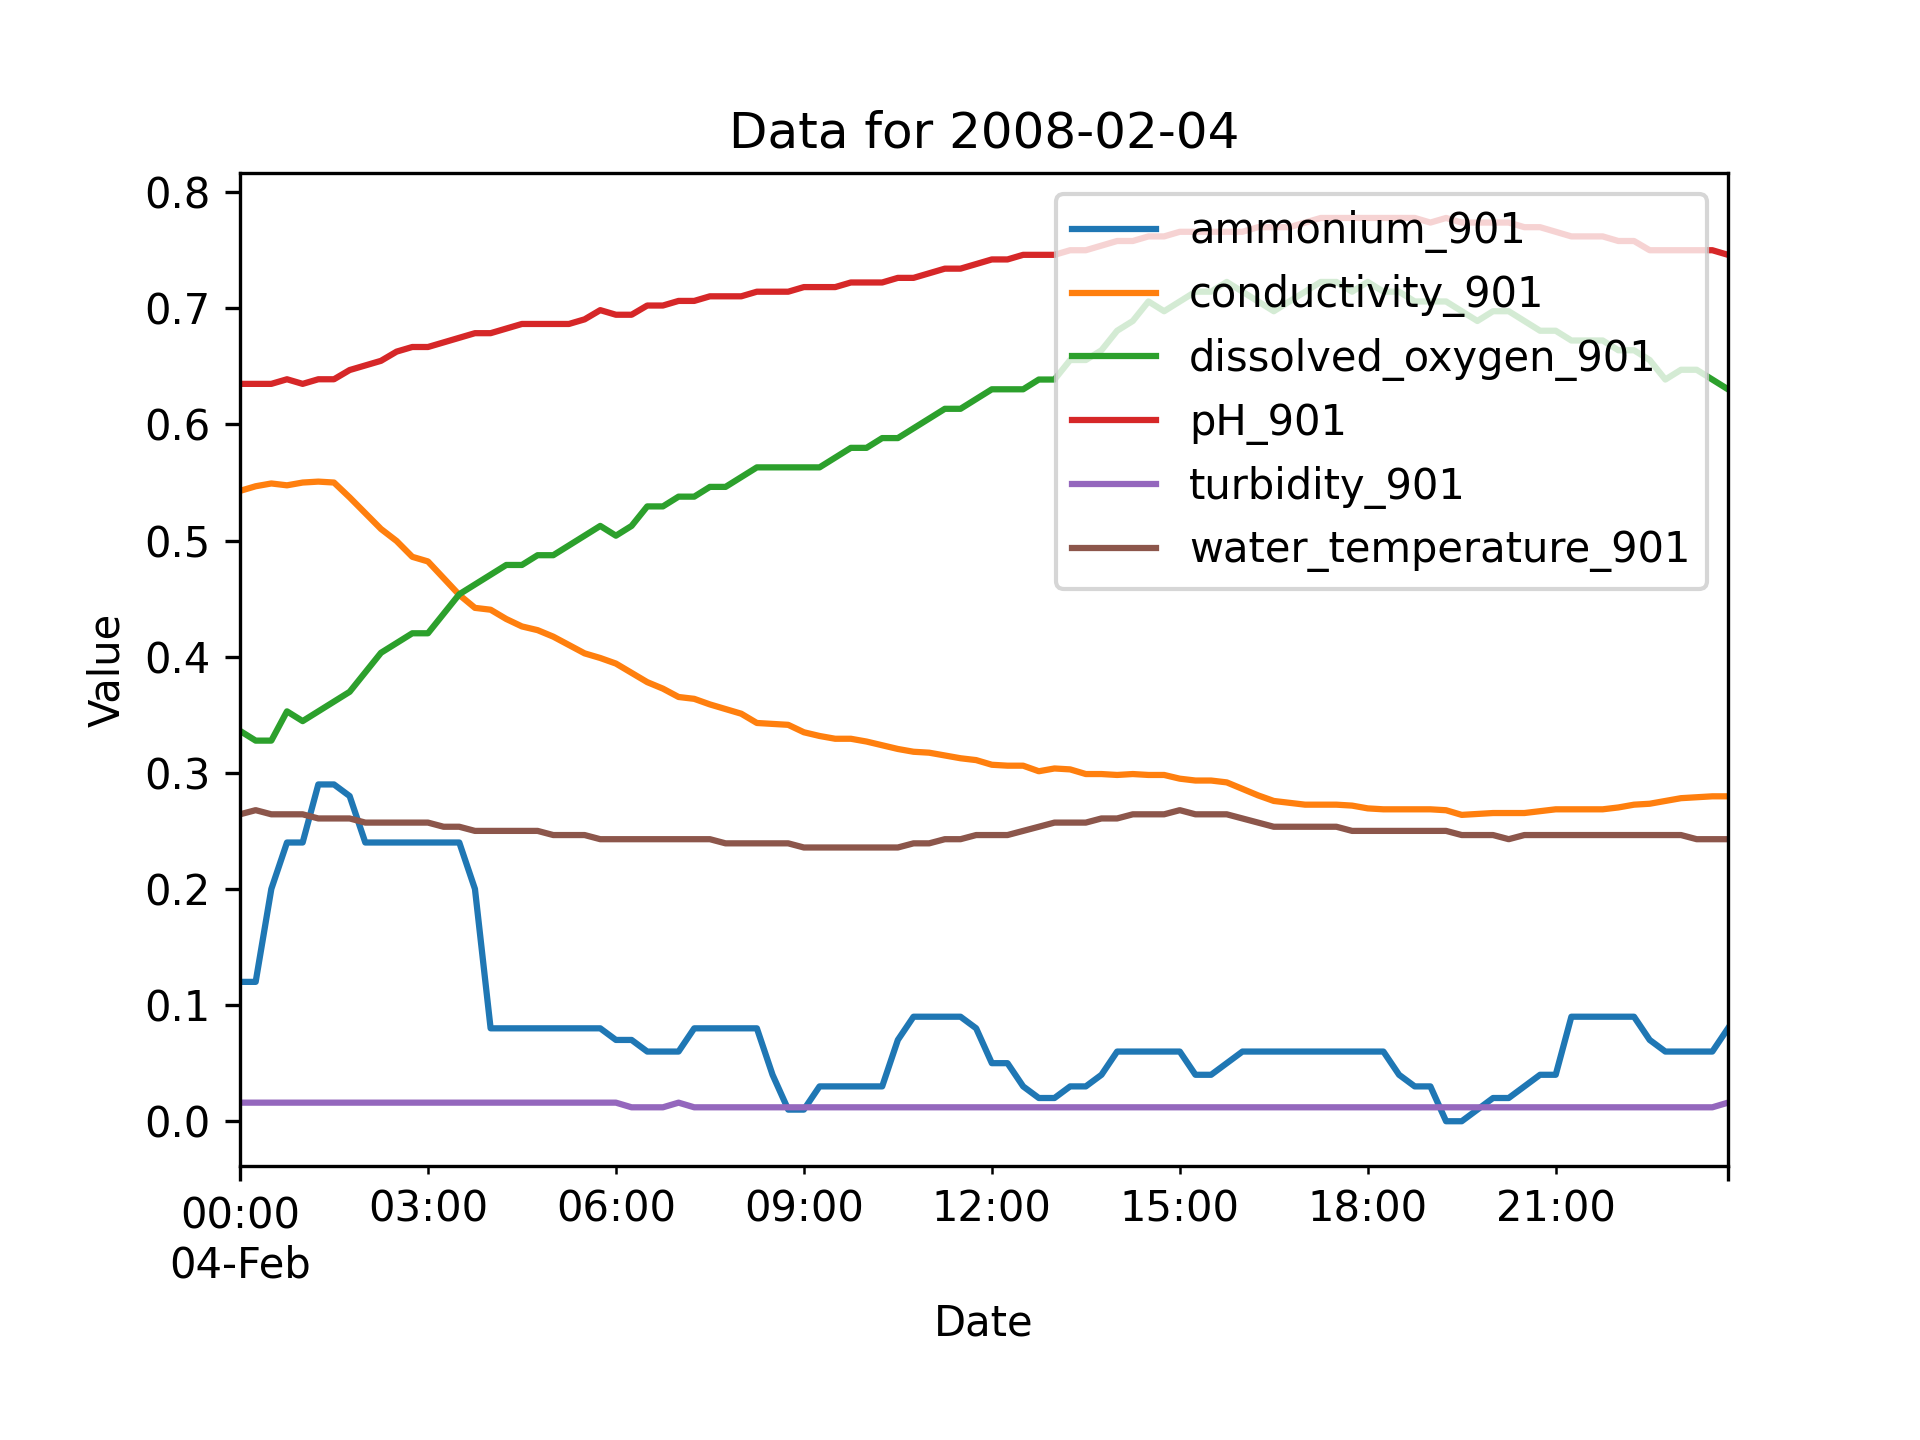 Data for 2008-02-04
0.8
0.7
0.6
0.5
0.4
0.3
0.2
0.1
0.0
Value
ammonium_901
conductivity_901
dissolved_oxygen_901
pH_901
turbidity_901
water_temperature_901
00:00 03:00 06:00 09:00 12:00 15:00 18:00 21:00
04-Feb
Date